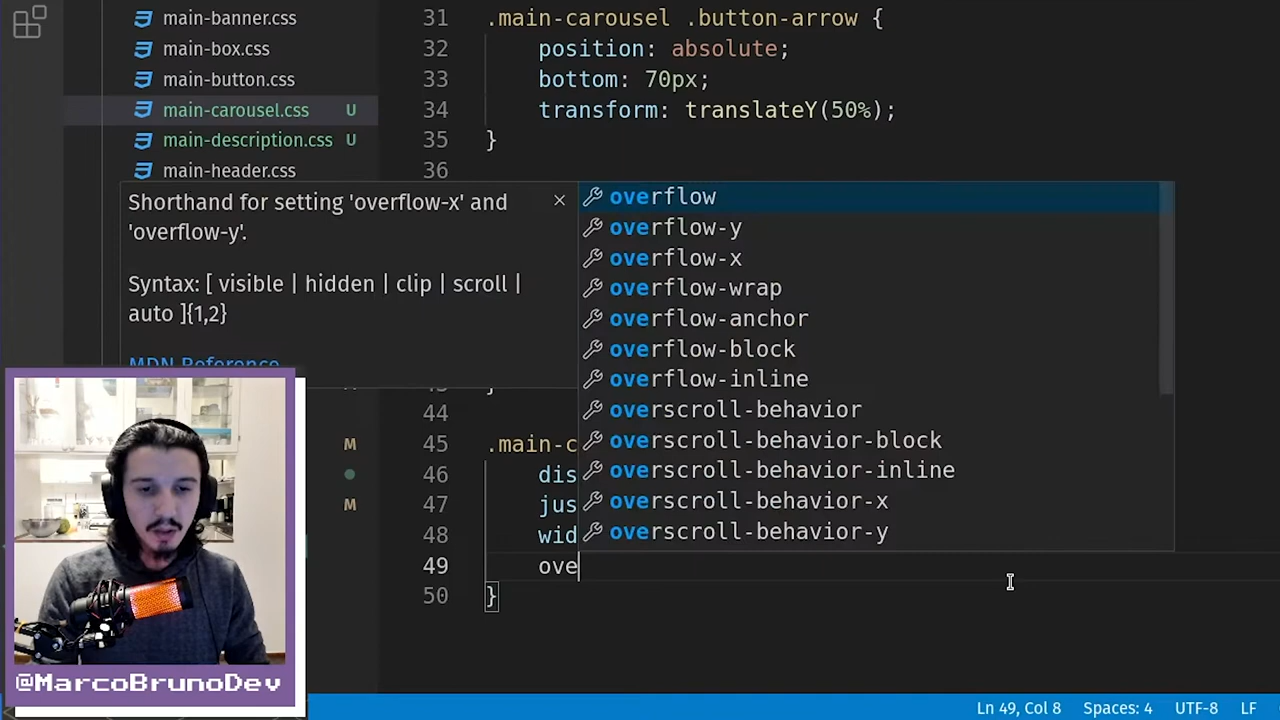 main-banner.css
main-box.css
main-button.css
main-carousel.css U
main-description.css U
main-header.css
31 .main-carousel .button-arrow {
32 position: absolute;
33 bottom: 70px;
34 transform: translateY(50%);
35 }
36
Shorthand for setting 'overflow-x' and
'overflow-y'.
Syntax: [ visible | hidden | clip | scroll |
auto ]{1,2}
MDN Reference
overflow
overflow-y
overflow-x
overflow-wrap
overflow-anchor
overflow-block
overflow-inline
overscroll-behavior
overscroll-behavior-block
overscroll-behavior-inline
overscroll-behavior-x
overscroll-behavior-y
44
M 45 .main-c
46 dis
M 47 jus
48 wid
49 ove
50 }
@MarcoBrunoDev
Ln 49, Col 8 Spaces: 4 UTF-8 LF